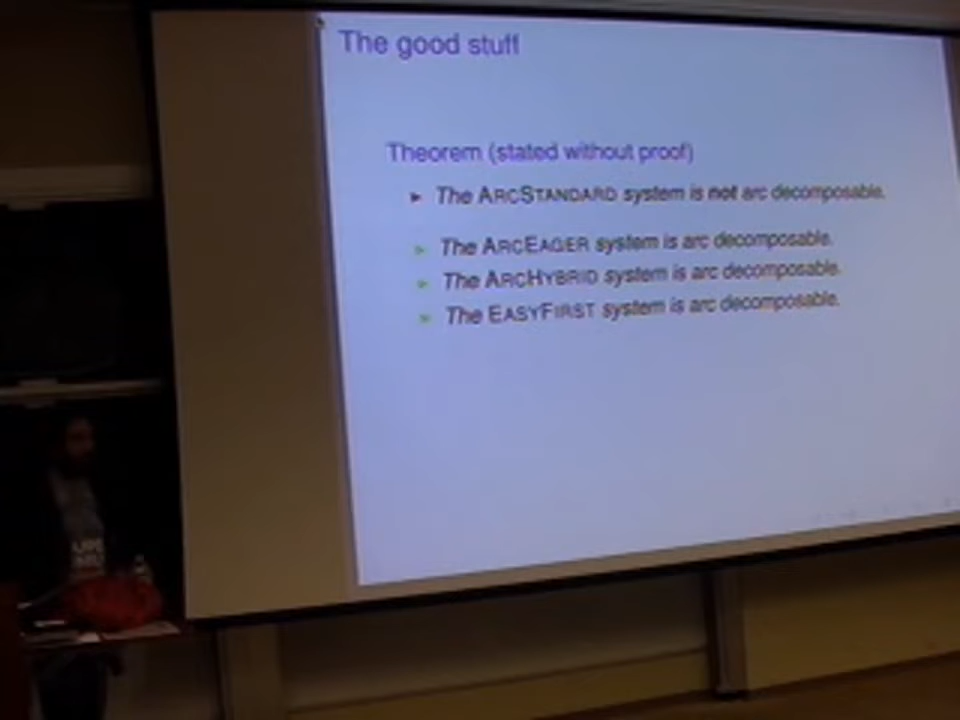 The good stuff
Theorem (stated without proof)
The ARCSTANDARD system is not arc decomposable.
The ARCEAGER system is arc decomposable.
The ARCHYBRID system is arc decomposable.
The EASYFIRST system is arc decomposable.